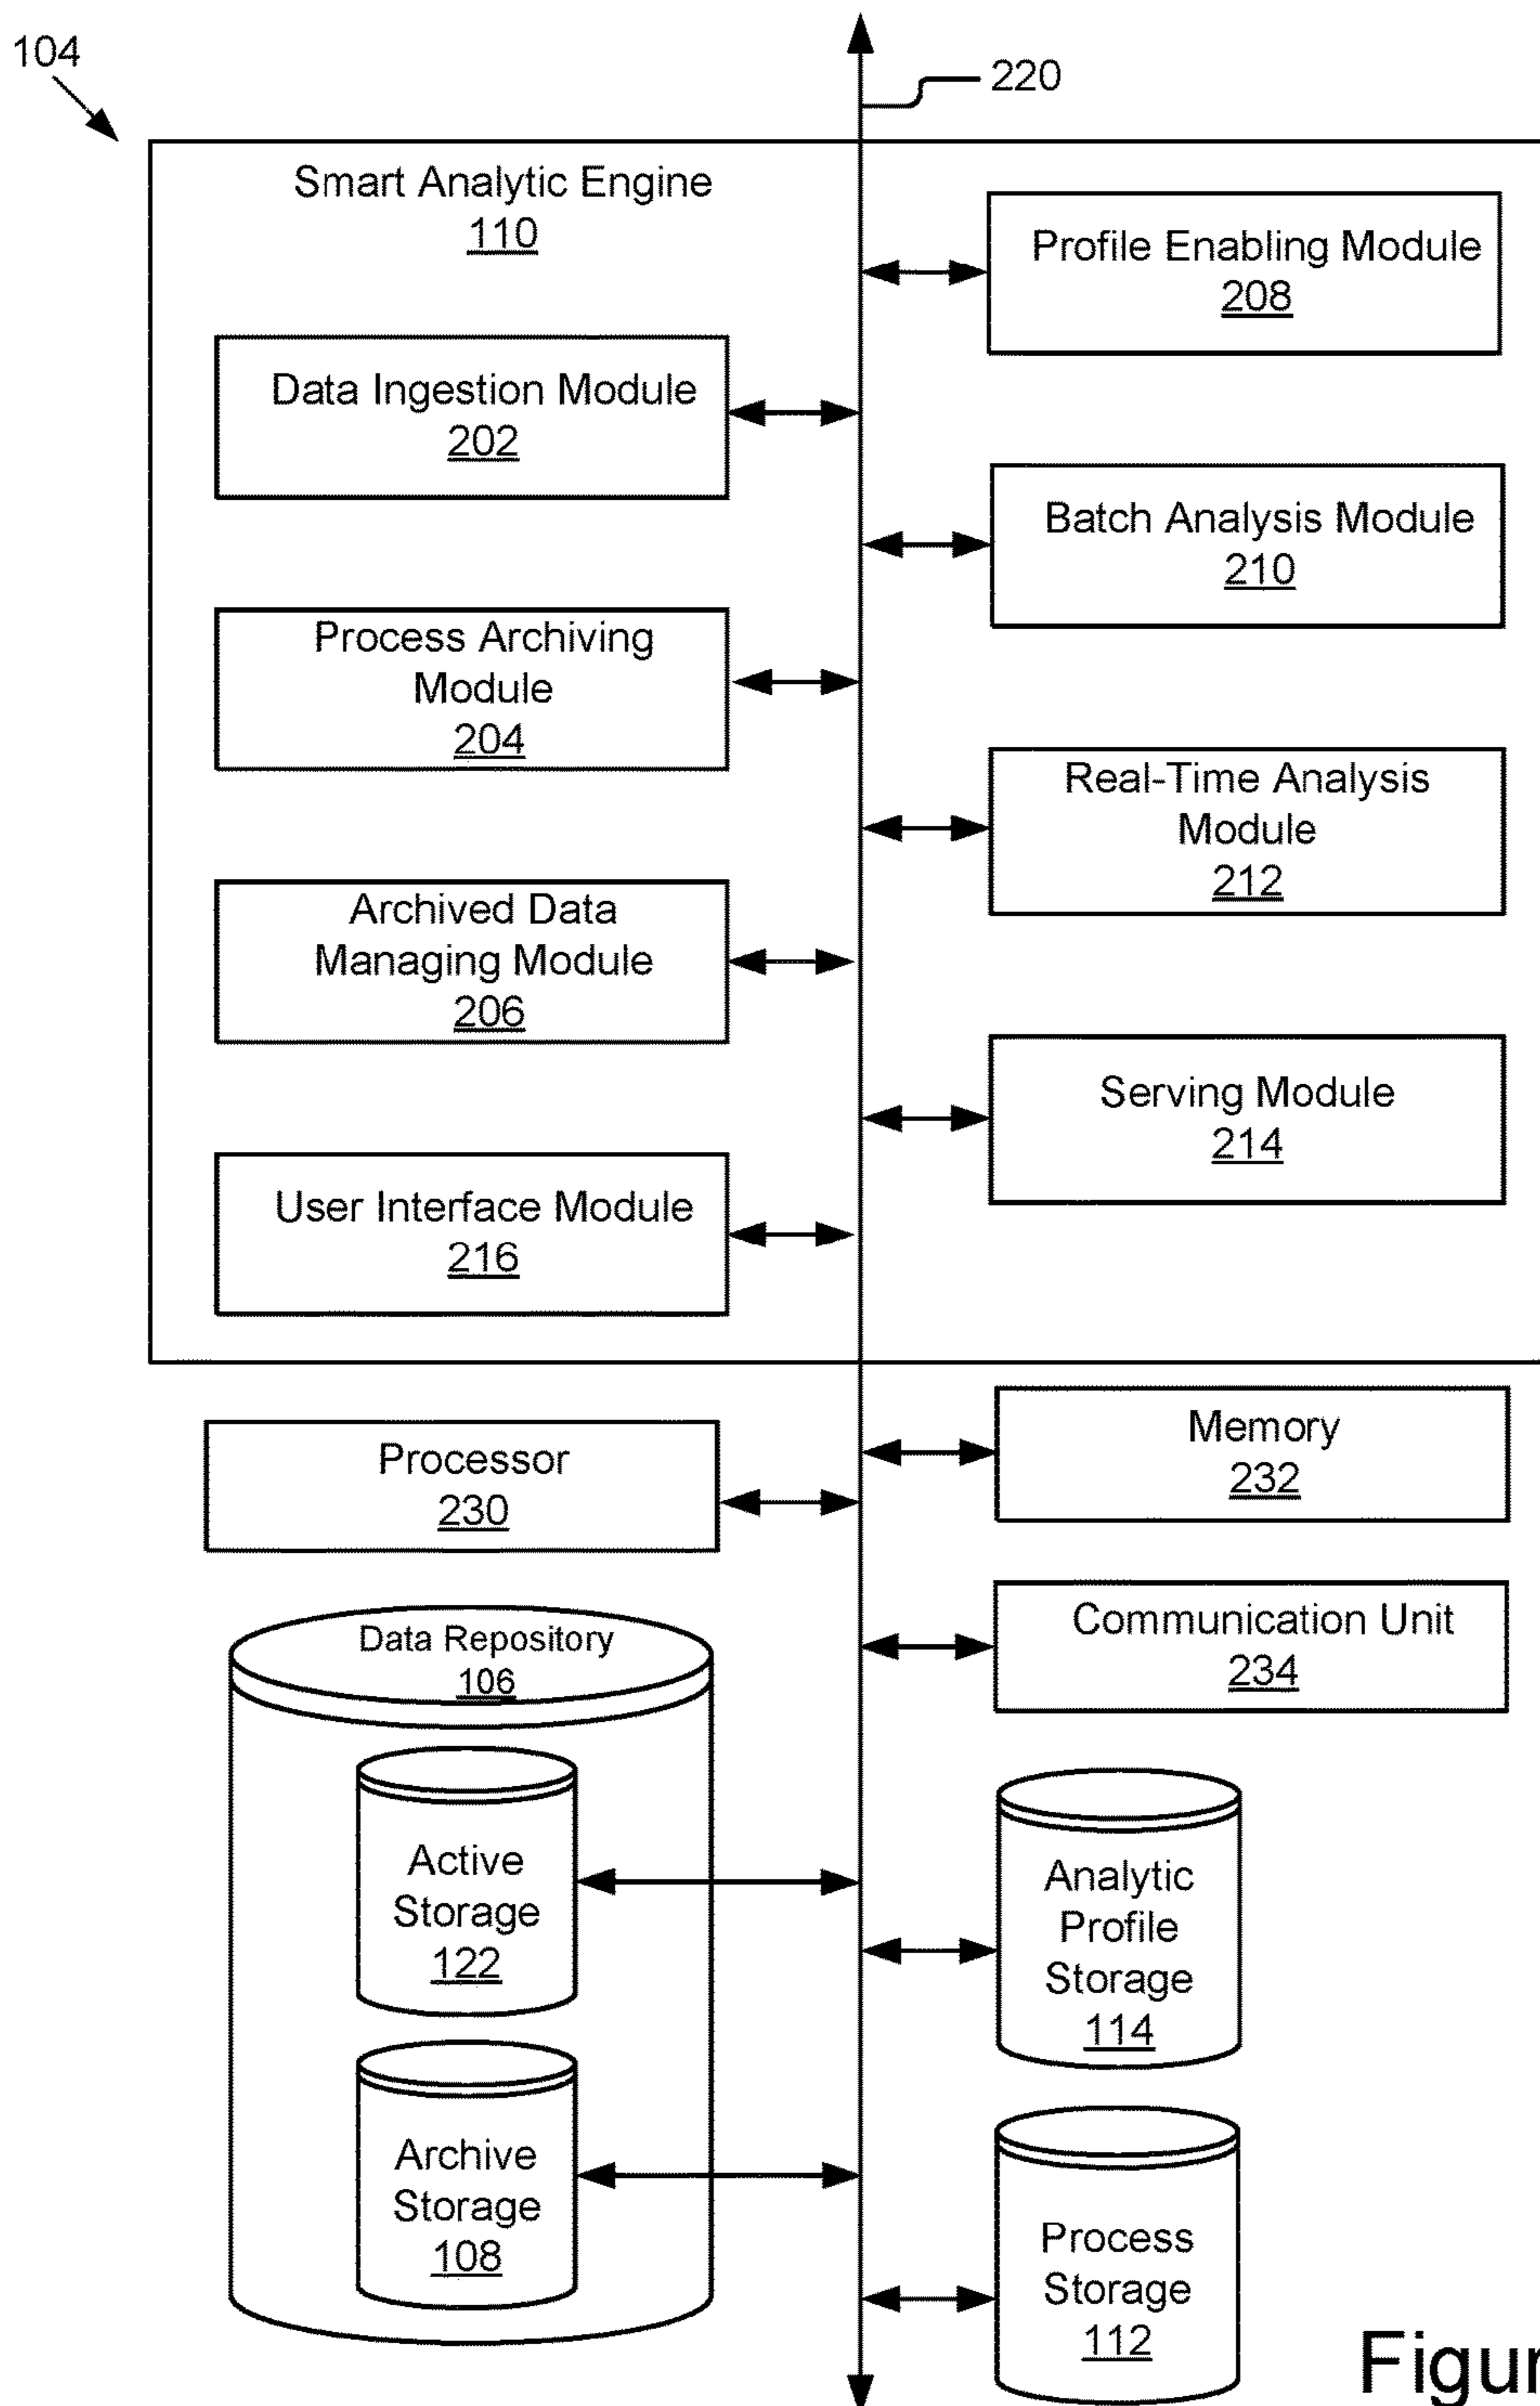 104
220
Smart Analytic Engine
110
Profile Enabling Module
208
Data Ingestion Module
202
Batch Analysis Module
210
Process Archiving
Module
204
Real-Time Analysis
Module
212
Archived Data
Managing Module
206
Serving Module
214
User Interface Module
216
Memory
232
Processor
230
Communication Unit
234
Data Repository
106
Active
Storage
122
Analytic
Profile
Storage
114
Archive
Storage
108
Process
Storage
112
Figur